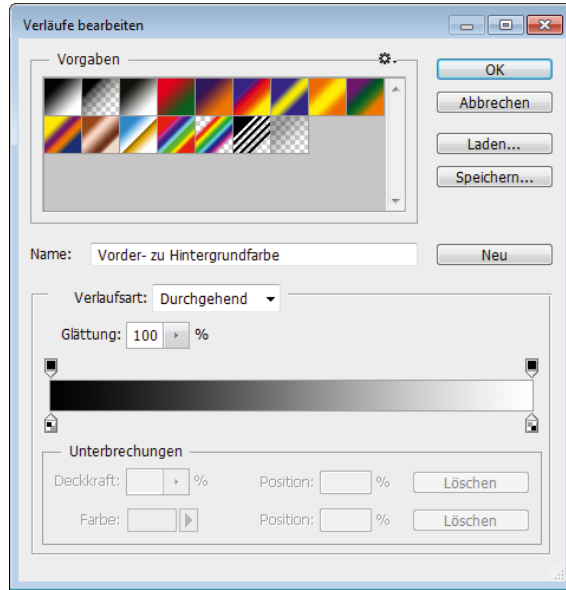 Verläufe bearbeiten
Vorgaben
OK
Abbrechen
Laden...
Speichern...
Name: Vorder- zu Hintergrundfarbe
Neu
Verlaufsart: Durchgehend
Glättung: 100 %
Unterbrechungen
Deckkraft: % Position: % Löschen
Farbe: Position: % Löschen